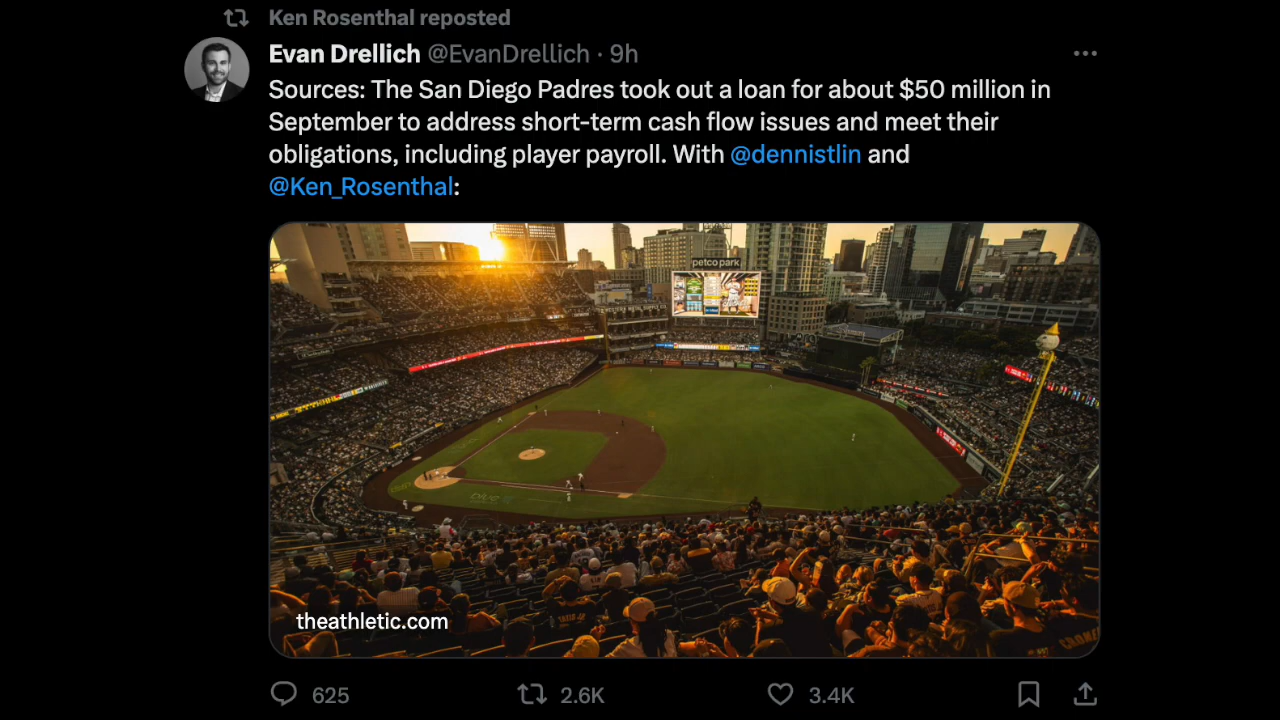 Ken Rosenthal reposted
Evan Drellich @EvanDrellich · 9h
Sources: The San Diego Padres took out a loan for about $50 million in
September to address short-term cash flow issues and meet their
obligations, including player payroll. With @dennistlin and
@Ken_Rosenthal:
petco park
theathletic.com
625
2.6K
3.4K